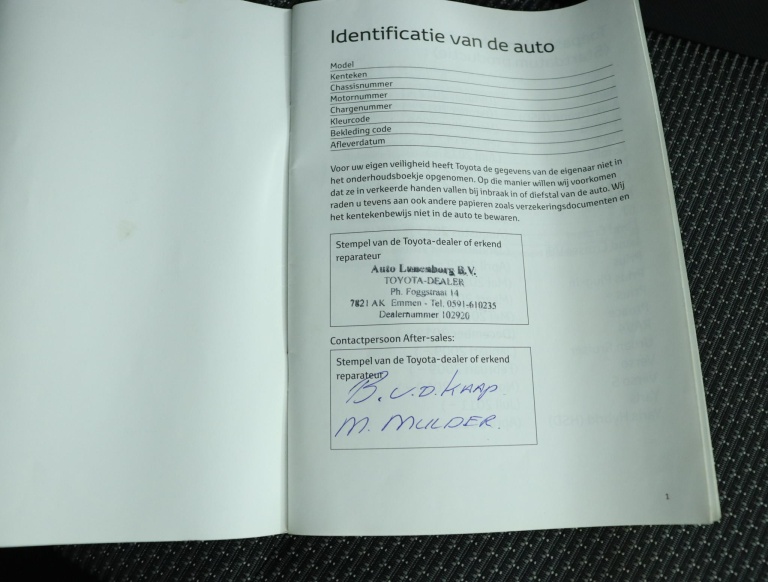 Identificatie van de auto
Model
Kenteken
Chassisnummer
Motornummer
Chargenummer
Kleurcode
Bekleding code
Afleverdatum
Voor uw eigen veiligheid heeft Toyota de gegevens van de eigenaar niet in
het onderhoudsboekje opgenomen. Op die manier willen wij voorkomen
dat ze in verkeerde handen vallen bij inbraak in of diefstal van de auto. Wij
raden u tevens aan ook andere papieren zoals verzekeringsdocumenten en
het kentekenbewijs niet in de auto te bewaren.
Stempel van de Toyota-dealer of erkend
reparateur
Auto Lunenborg B.V.
TOYOTA-DEALER
Ph. Foggstraat 14
7821 AK Emmen - Tel. 0591-610235
Dealernummer 102920
Contactpersoon After-sales:
Stempel van de Toyota-dealer of erkend
reparateur
B. v.d. KAAP
M. MULDER.
1